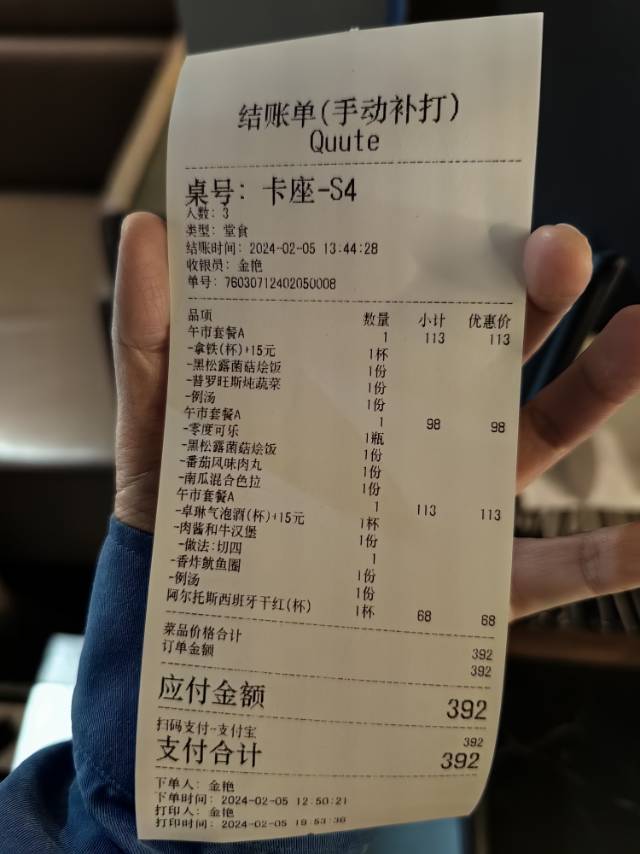 结账单(手动补打)
Quute
桌号: 卡座-S4
人数: 3
类型: 堂食
结账时间: 2024-02-05 13:44:28
收银员: 金艳
单号: 76030712402050008
品项 数量 小计 优惠价
午市套餐A 1 113 113
-拿铁(杯)+15元 1杯
-黑松露菌菇烩饭 1份
-普罗旺斯炖蔬菜 1份
-例汤 1份
午市套餐A 1 98 98
-零度可乐 1瓶
-黑松露菌菇烩饭 1份
-番茄风味肉丸 1份
-南瓜混合色拉 1份
午市套餐A 1 113 113
-卓琳气泡酒(杯)+15元 1杯
-肉酱和牛汉堡 1份
-做法:切四 1
-香炸鱿鱼圈 1份
-例汤 1份
阿尔托斯西班牙干红(杯) 1杯 68 68
菜品价格合计 392
订单金额 392
应付金额 392
扫码支付-支付宝 392
支付合计 392
下单人: 金艳
下单时间: 2024-02-05 12:50:21
打印人: 金艳
打印时间: 2024-02-05 19:53:30